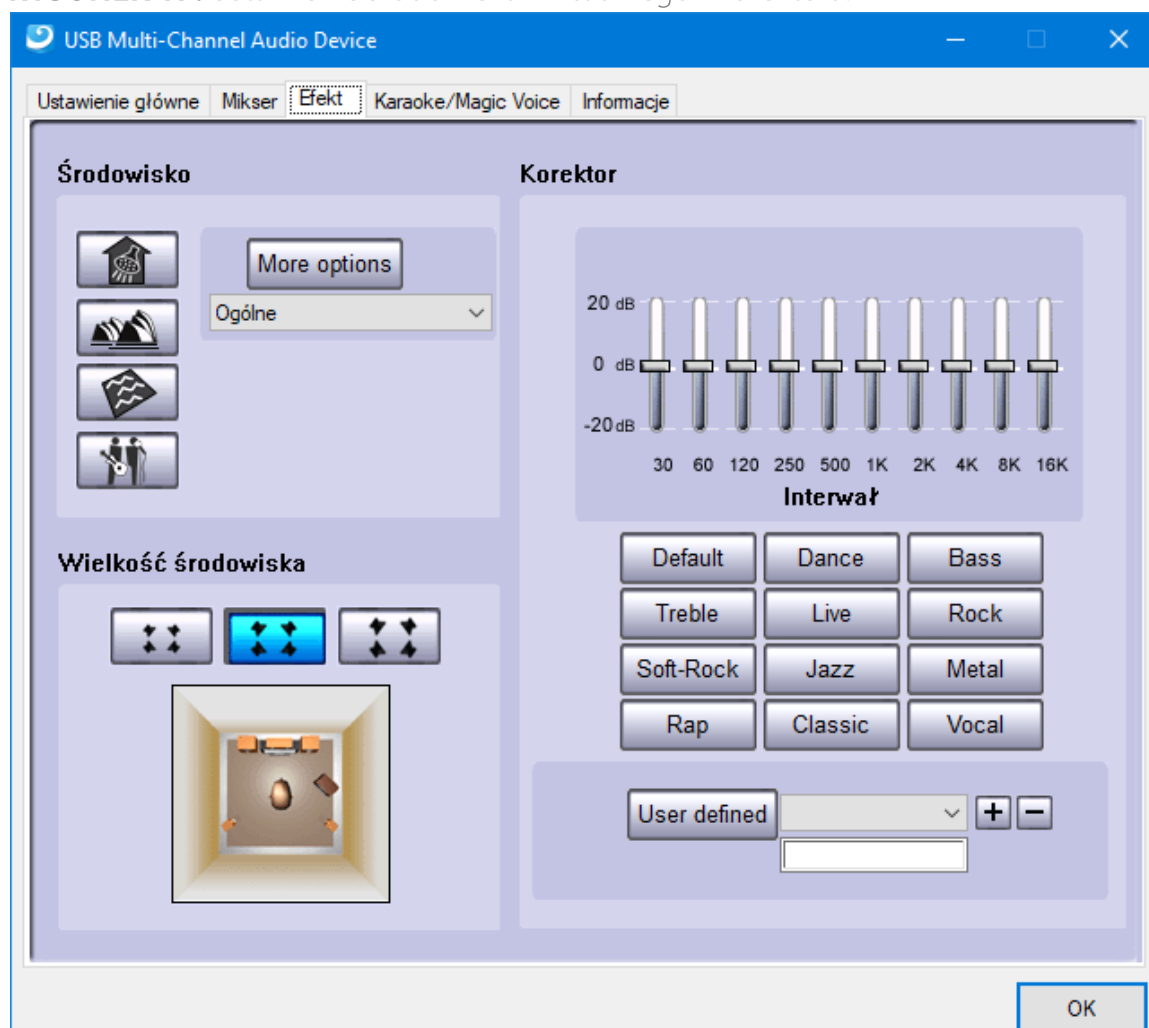 USB Multi-Channel Audio Device
Ustawienie główne Mikser Efekt Karaoke/Magic Voice Informacje
Środowisko
More options
Ogólne
Wielkość środowiska
Korektor
20 dB
0 dB
-20 dB
30 60 120 250 500 1K 2K 4K 8K 16K
Interwał
Default Dance Bass
Treble Live Rock
Soft-Rock Jazz Metal
Rap Classic Vocal
User defined
OK